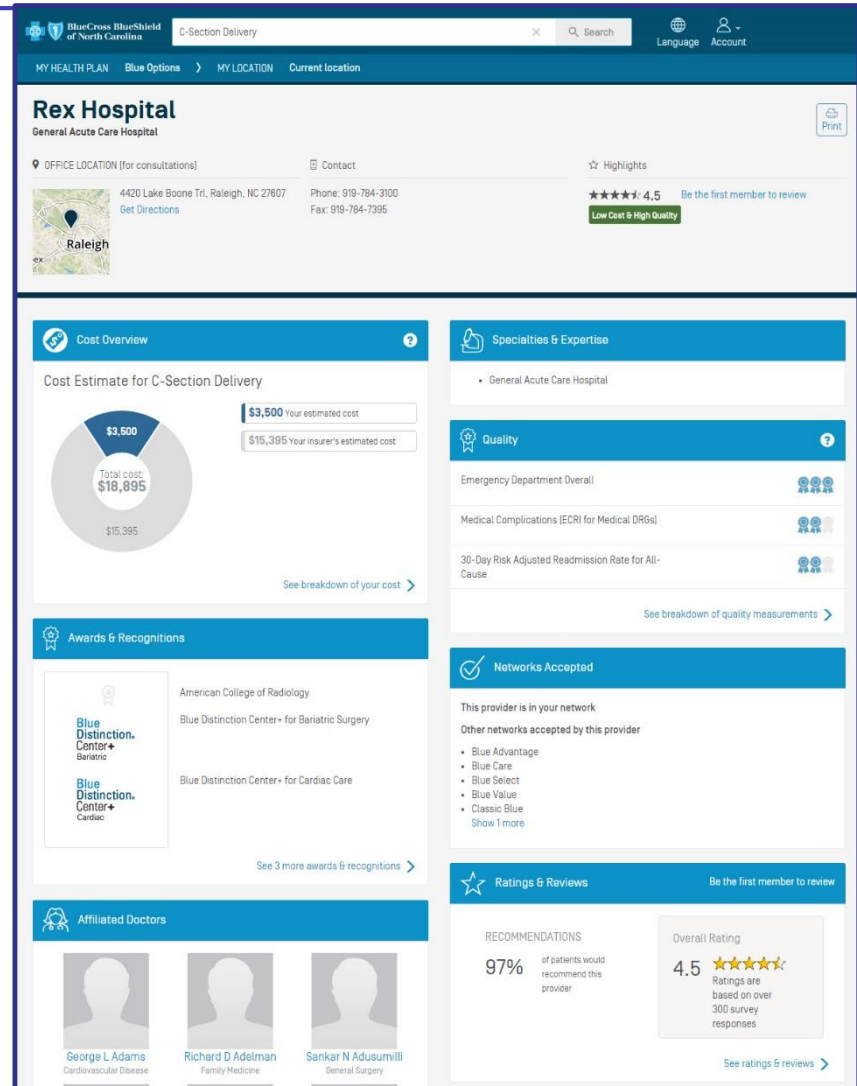 BlueCross BlueShield
of North Carolina
C-Section Delivery
Search
Language
Account
MY HEALTH PLAN Blue Options MY LOCATION Current location
Rex Hospital
General Acute Care Hospital
Print
OFFICE LOCATION (for consultations)
4420 Lake Boone Trl, Raleigh, NC 27607
Get Directions
Raleigh
ex
Contact
Phone: 919-784-3100
Fax: 919-784-7395
Highlights
4.5 Be the first member to review
Low Cost & High Quality
Cost Overview ?
Cost Estimate for C-Section Delivery
$3,500
Total cost:
$18,895
$15,395
$3,500 Your estimated cost
$15,395 Your insurer's estimated cost
See breakdown of your cost
Awards & Recognitions
American College of Radiology
Blue
Distinction.
Center+
Bariatric
Blue Distinction Center+ for Bariatric Surgery
Blue
Distinction.
Center+
Cardiac
Blue Distinction Center+ for Cardiac Care
See 3 more awards & recognitions
Affiliated Doctors
George L Adams
Cardiovascular Disease
Richard D Adelman
Family Medicine
Sankar N Adusumilli
General Surgery
Specialties & Expertise
• General Acute Care Hospital
Quality ?
Emergency Department Overall
Medical Complications (ECRI for Medical DRGs)
30-Day Risk Adjusted Readmission Rate for All-
Cause
See breakdown of quality measurements
Networks Accepted
This provider is in your network
Other networks accepted by this provider
• Blue Advantage
• Blue Care
• Blue Select
• Blue Value
• Classic Blue
Show 1 more
Ratings & Reviews Be the first member to review
RECOMMENDATIONS
97% of patients would
recommend this
provider
Overall Rating
4.5
Ratings are
based on over
300 survey
responses
See ratings & reviews